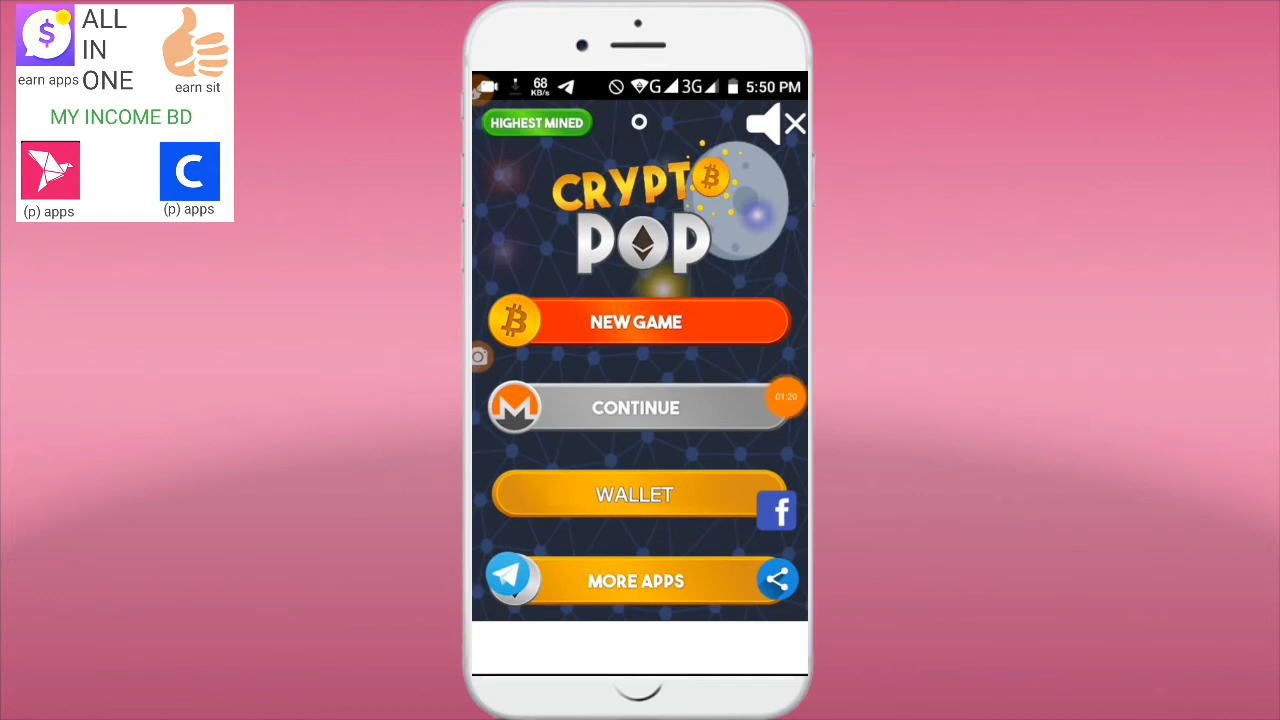 ALL
IN
ONE
earn apps
earn sit
MY INCOME BD
(p) apps
C
(p) apps
68
KB/s
G
3G
5:50 PM
HIGHEST MINED
CRYPTO
POP
NEW GAME
CONTINUE
01:20
WALLET
f
MORE APPS